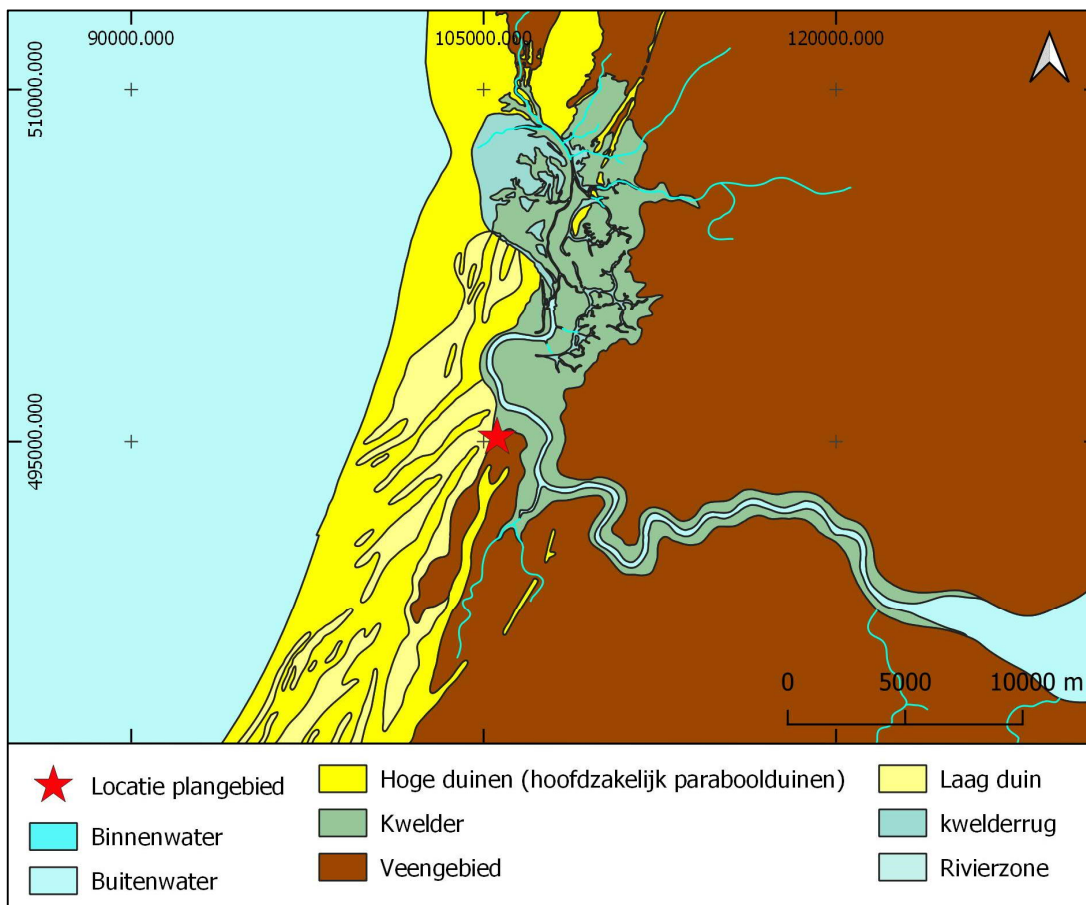 90000.000
105000.000
120000.000
510000.000
495000.000
0
5000
10000 m
Locatie plangebied
Binnenwater
Buitenwater
Hoge duinen (hoofdzakelijk paraboolduinen)
Kwelder
Veengebied
Laag duin
kwelderrug
Rivierzone